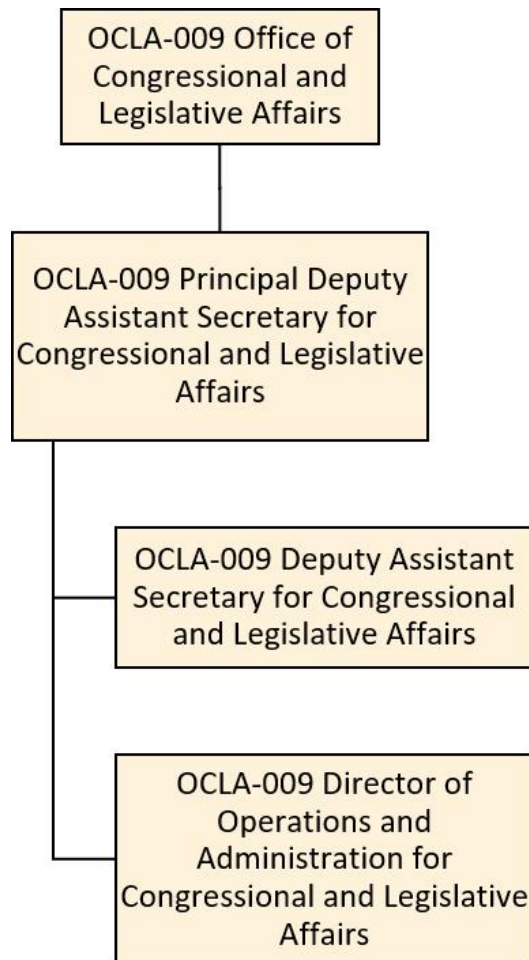 OCLA-009 Office of
Congressional and
Legislative Affairs
OCLA-009 Principal Deputy
Assistant Secretary for
Congressional and Legislative
Affairs
OCLA-009 Deputy Assistant
Secretary for Congressional
and Legislative Affairs
OCLA-009 Director of
Operations and
Administration for
Congressional and Legislative
Affairs